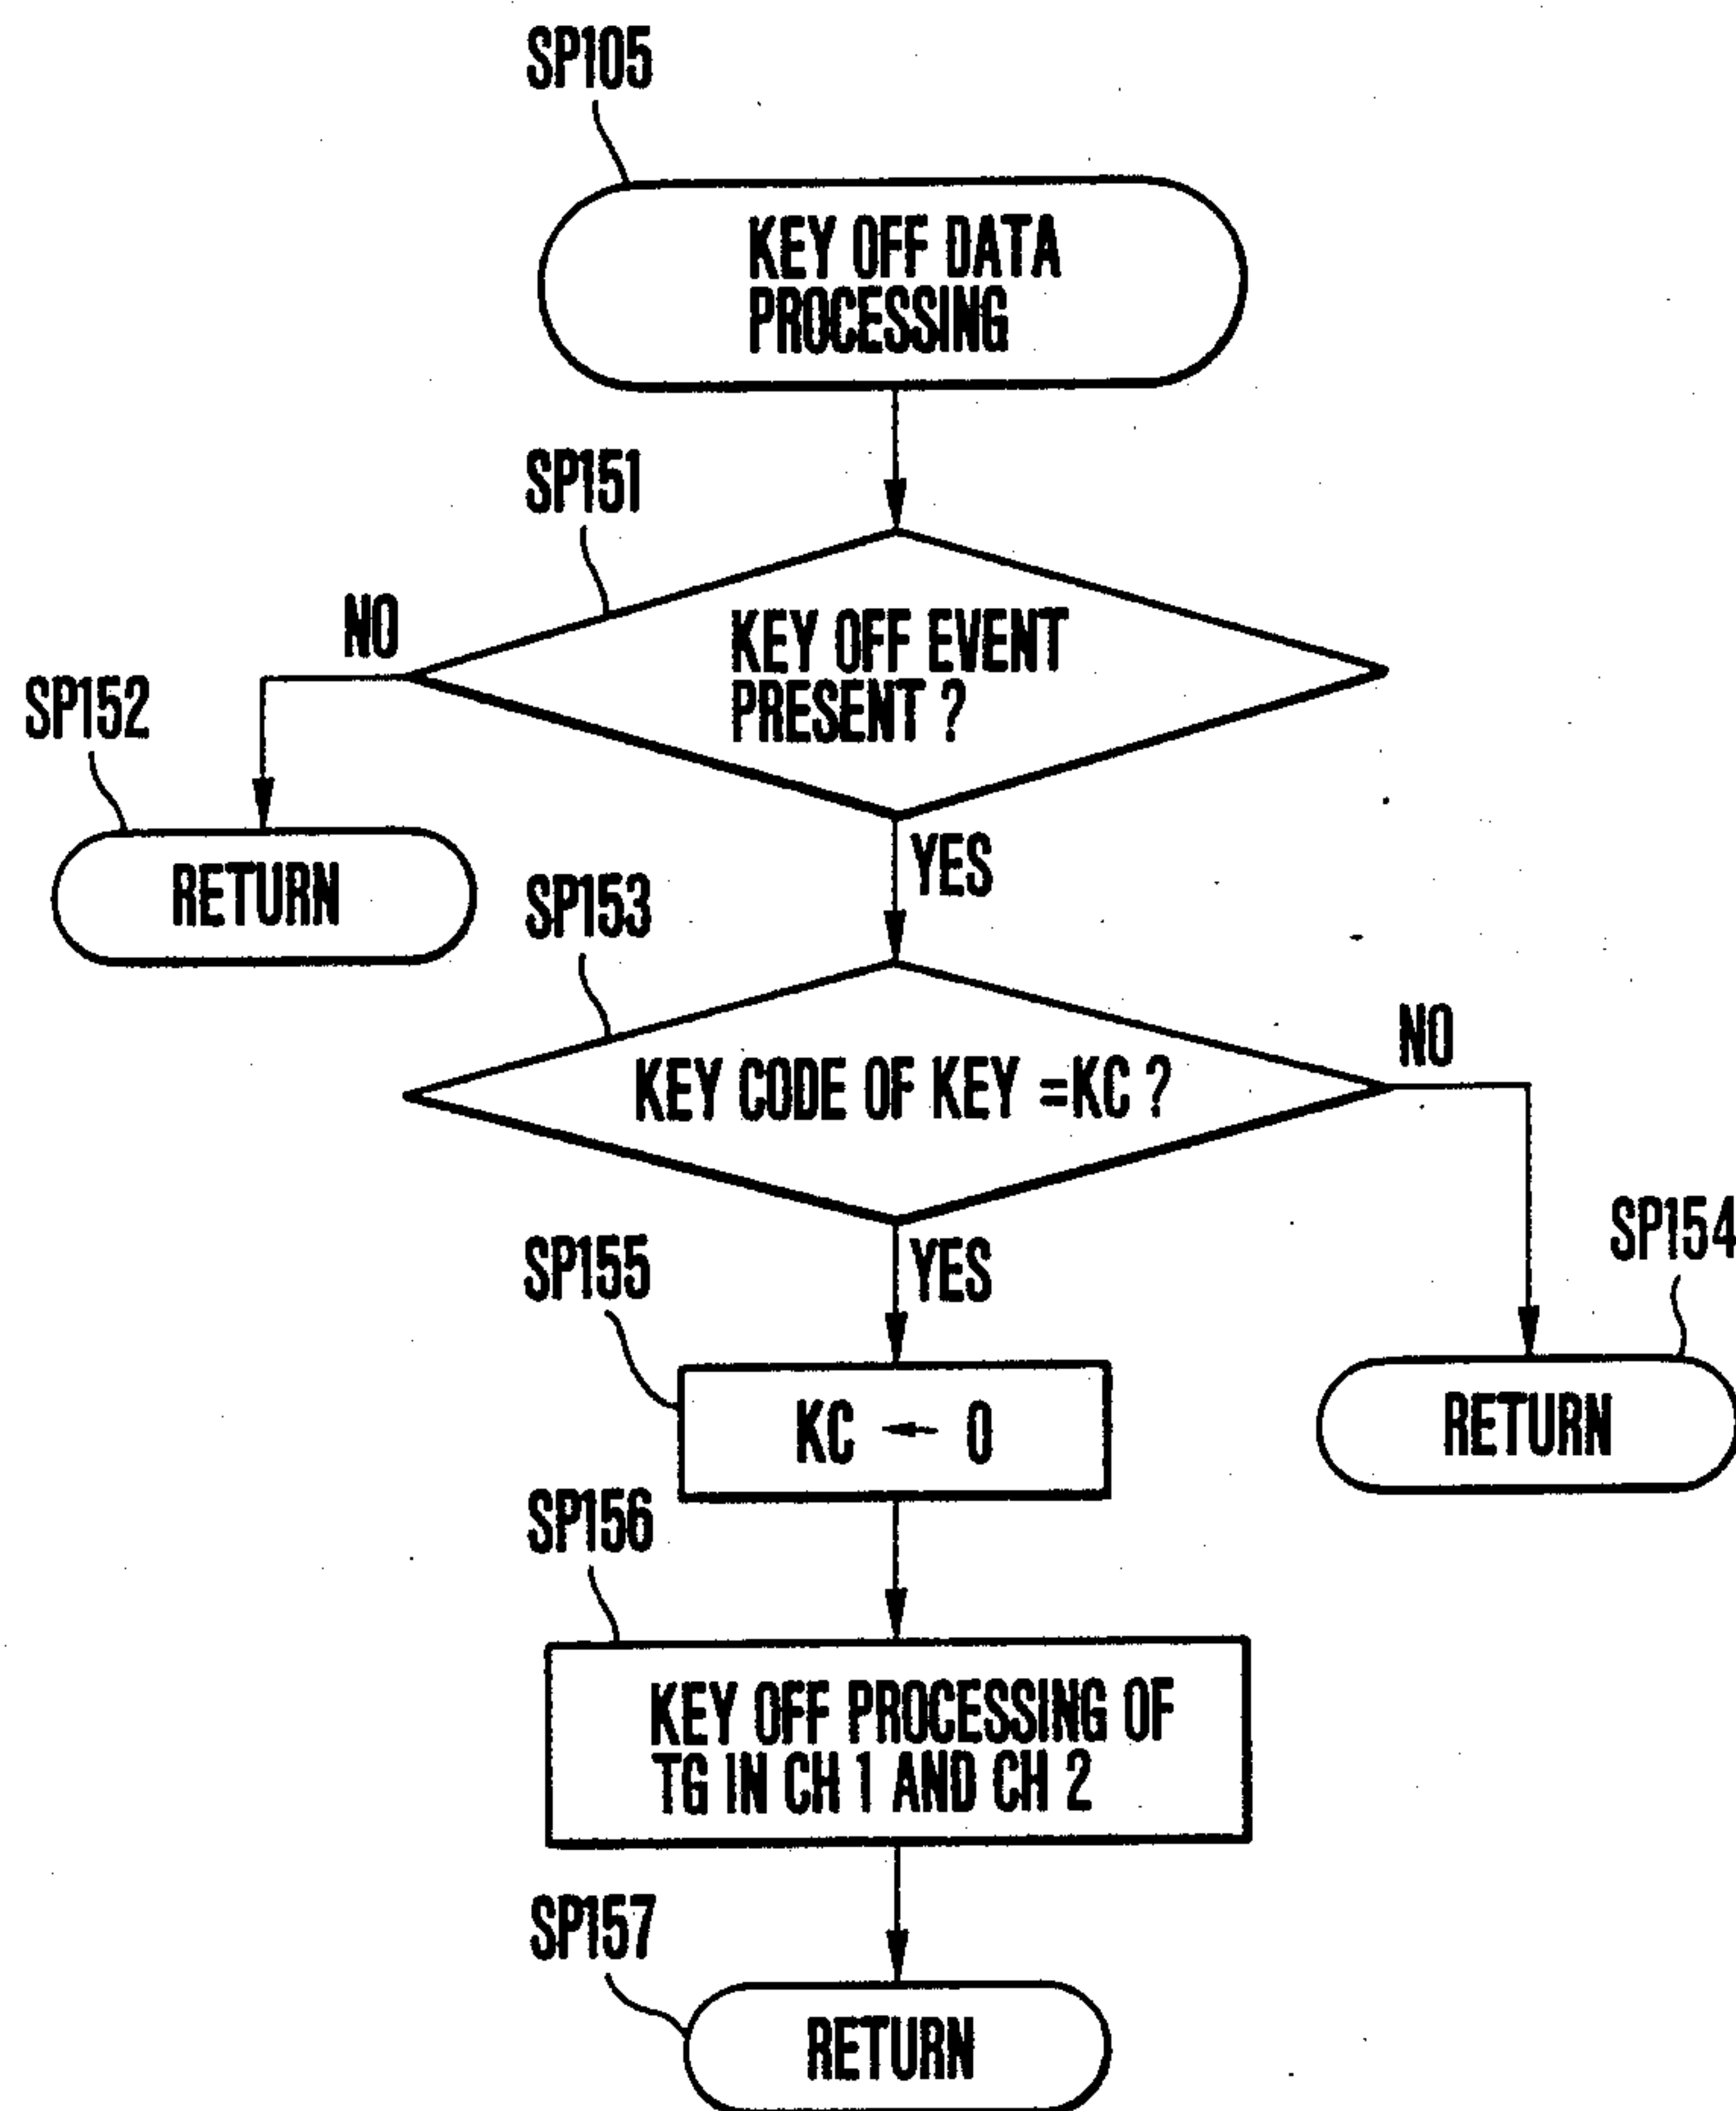 SP105
KEY OFF DATA
PROCESSING
SP151
KEY OFF EVENT
PRESENT ?
NO
SP152
RETURN
YES
SP153
KEY CODE OF KEY =KC ?
NO
SP154
RETURN
YES
SP155
KC ← 0
SP156
KEY OFF PROCESSING OF
TG IN CH 1 AND CH 2
SP157
RETURN